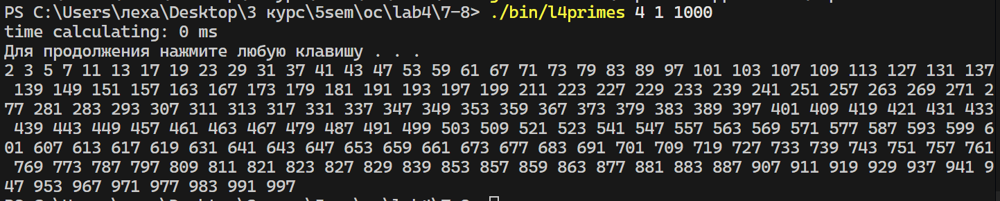 PS C:\Users\лexa\Desktop\3 курс\5sem\oc\lab4\7-8> ./bin/l4primes 4 1 1000
time calculating: 0 ms
Для продолжения нажмите любую клавишу . . .
2 3 5 7 11 13 17 19 23 29 31 37 41 43 47 53 59 61 67 71 73 79 83 89 97 101 103 107 109 113 127 131 137
139 149 151 157 163 167 173 179 181 191 193 197 199 211 223 227 229 233 239 241 251 257 263 269 271 2
77 281 283 293 307 311 313 317 331 337 347 349 353 359 367 373 379 383 389 397 401 409 419 421 431 433
439 443 449 457 461 463 467 479 487 491 499 503 509 521 523 541 547 557 563 569 571 577 587 593 599 6
01 607 613 617 619 631 641 643 647 653 659 661 673 677 683 691 701 709 719 727 733 739 743 751 757 761
769 773 787 797 809 811 821 823 827 829 839 853 857 859 863 877 881 883 887 907 911 919 929 937 941 9
47 953 967 971 977 983 991 997